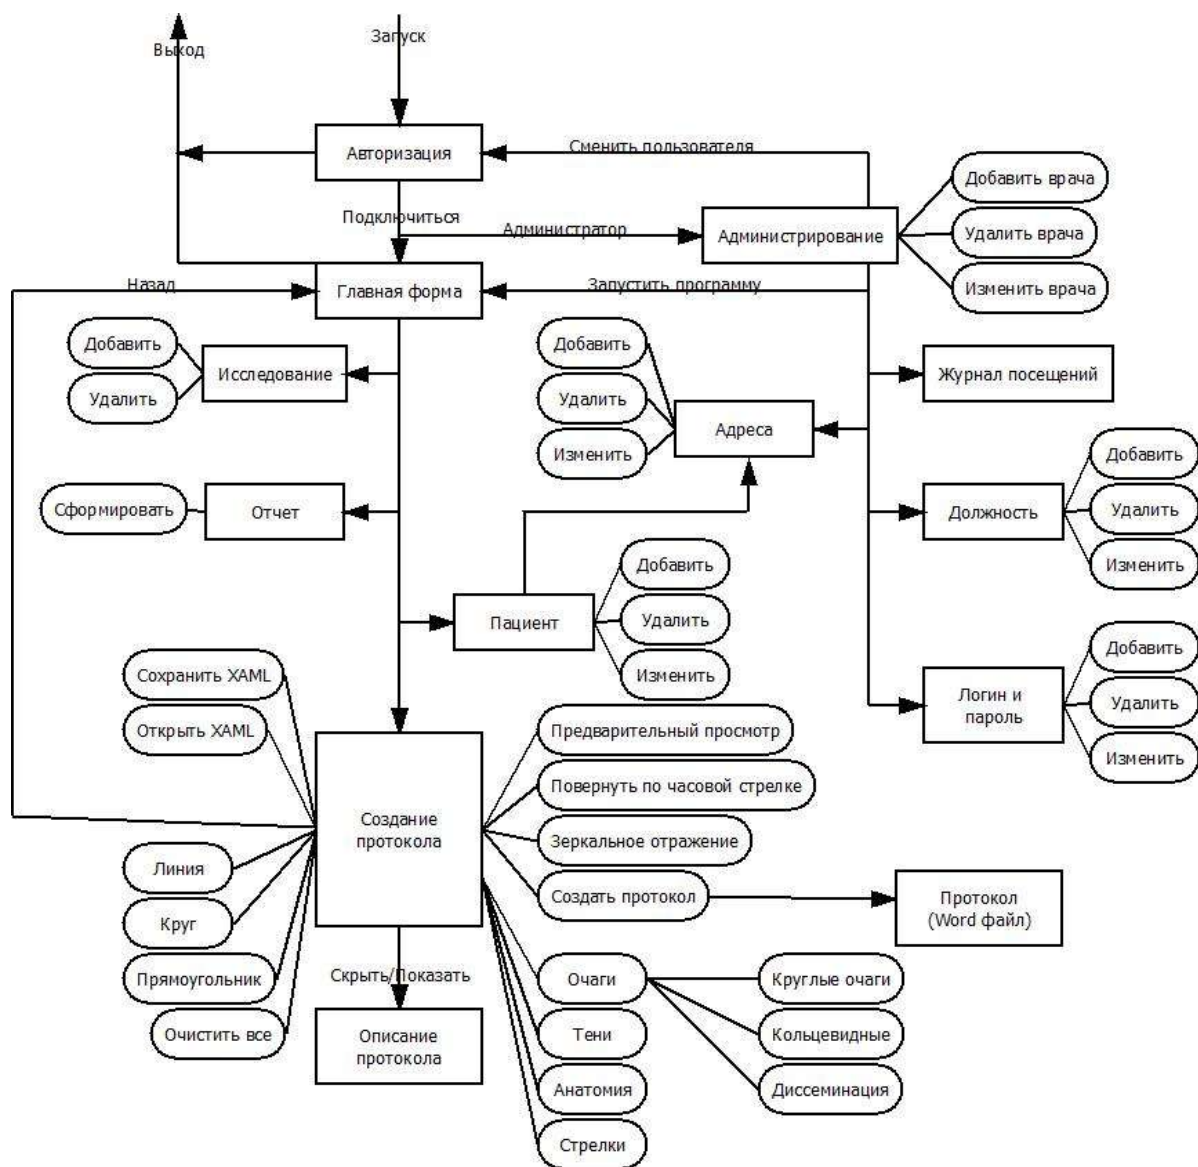 Запуск
Выход
Авторизация
Сменить пользователя
Добавить врача
Подключиться
Администратор
Администрирование
Удалить врача
Назад
Главная форма
Запустить программу
Изменить врача
Добавить
Исследование
Удалить
Добавить
Удалить
Изменить
Адреса
Журнал посещений
Сформировать
Отчет
Должность
Добавить
Удалить
Изменить
Пациент
Добавить
Удалить
Изменить
Логин и
пароль
Добавить
Удалить
Изменить
Сохранить XAML
Открыть XAML
Создание
протокола
Предварительный просмотр
Повернуть по часовой стрелке
Зеркальное отражение
Создать протокол
Протокол
(Word файл)
Линия
Круг
Прямоугольник
Очистить все
Скрыть/Показать
Описание
протокола
Очаги
Тени
Анатомия
Стрелки
Круглые очаги
Кольцевидные
Диссеминация